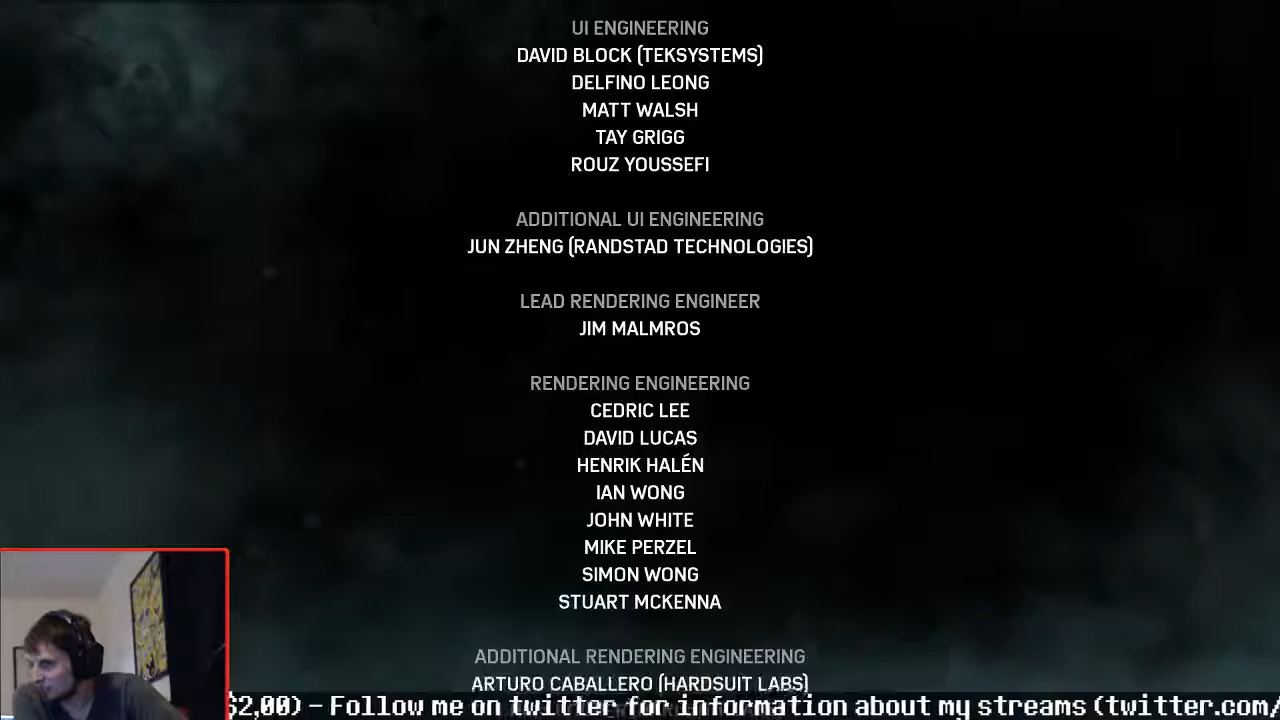 UI ENGINEERING
DAVID BLOCK (TEKSYSTEMS)
DELFINO LEONG
MATT WALSH
TAY GRIGG
ROUZ YOUSSEFI
ADDITIONAL UI ENGINEERING
JUN ZHENG (RANDSTAD TECHNOLOGIES)
LEAD RENDERING ENGINEER
JIM MALMROS
RENDERING ENGINEERING
CEDRIC LEE
DAVID LUCAS
HENRIK HALÉN
IAN WONG
JOHN WHITE
MIKE PERZEL
SIMON WONG
STUART MCKENNA
ADDITIONAL RENDERING ENGINEERING
ARTURO CABALLERO (HARDSUIT LABS)
$2,00) - Follow me on twitter for information about my streams (twitter.com/